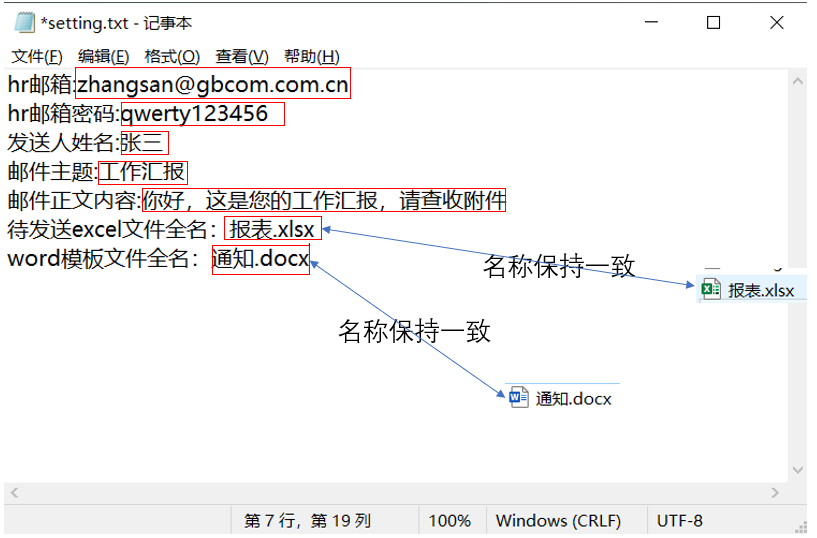 *setting.txt - 记事本
文件(F) 编辑(E) 格式(O) 查看(V) 帮助(H)
hr邮箱:zhangsan@gbcom.com.cn
hr邮箱密码:qwerty123456
发送人姓名:张三
邮件主题:工作汇报
邮件正文内容:你好，这是您的工作汇报，请查收附件
待发送excel文件全名：报表.xlsx
word模板文件全名：通知.docx
名称保持一致
报表.xlsx
名称保持一致
通知.docx
第 7 行，第 19 列 100% Windows (CRLF) UTF-8